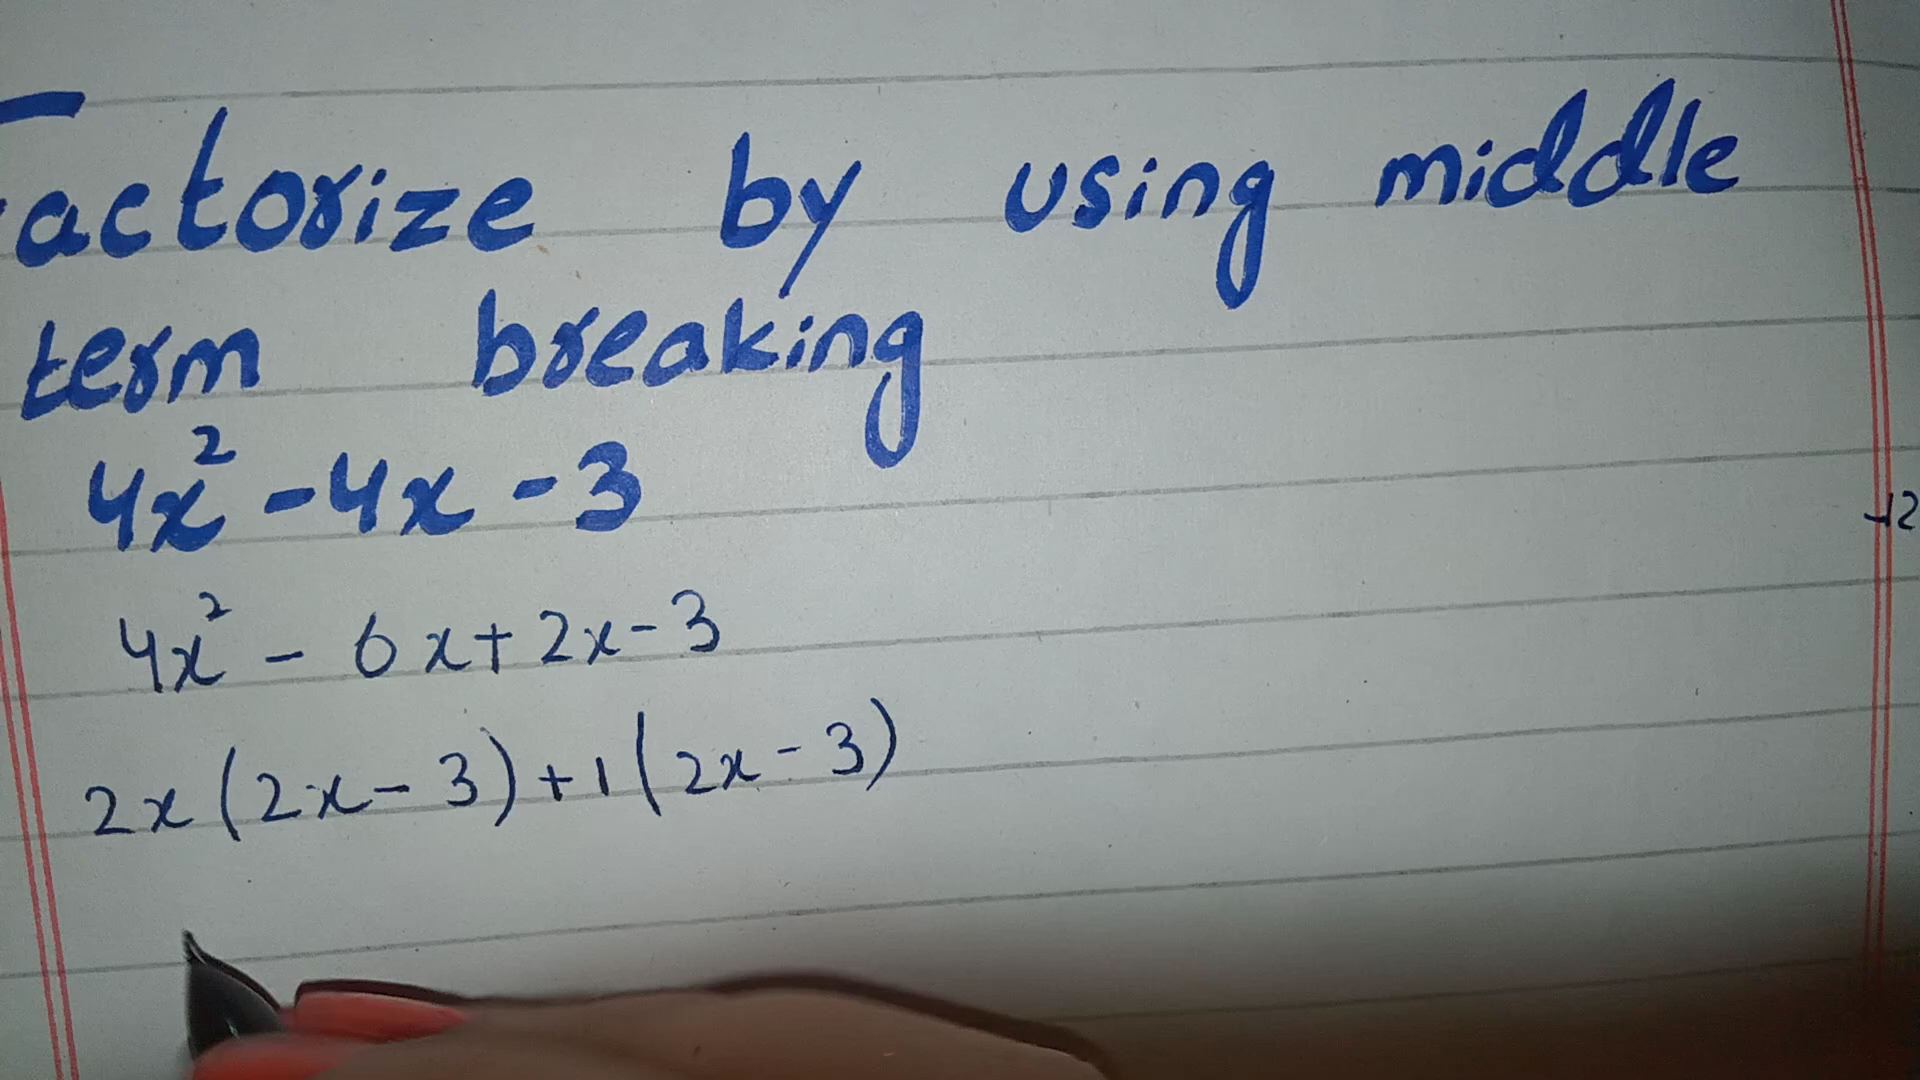 Factorize by using middle
term breaking
4x² - 4x - 3
-12
4x² - 6x + 2x - 3
2x (2x - 3) + 1 (2x - 3)